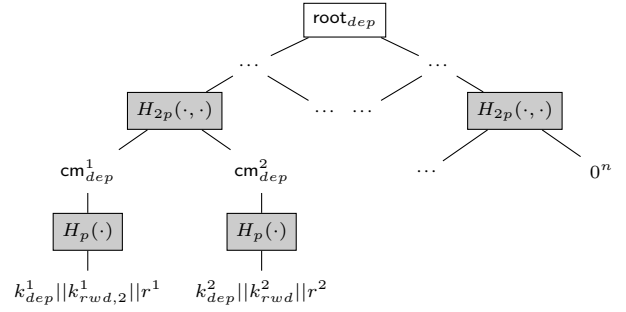 root_{dep}
... ...
H_{2p}(·,·) ... ... H_{2p}(·,·)
cm^1_{dep} cm^2_{dep} ... 0^n
H_p(·) H_p(·)
k^1_{dep}||k^1_{rwd,2}||r^1 k^2_{dep}||k^2_{rwd}||r^2